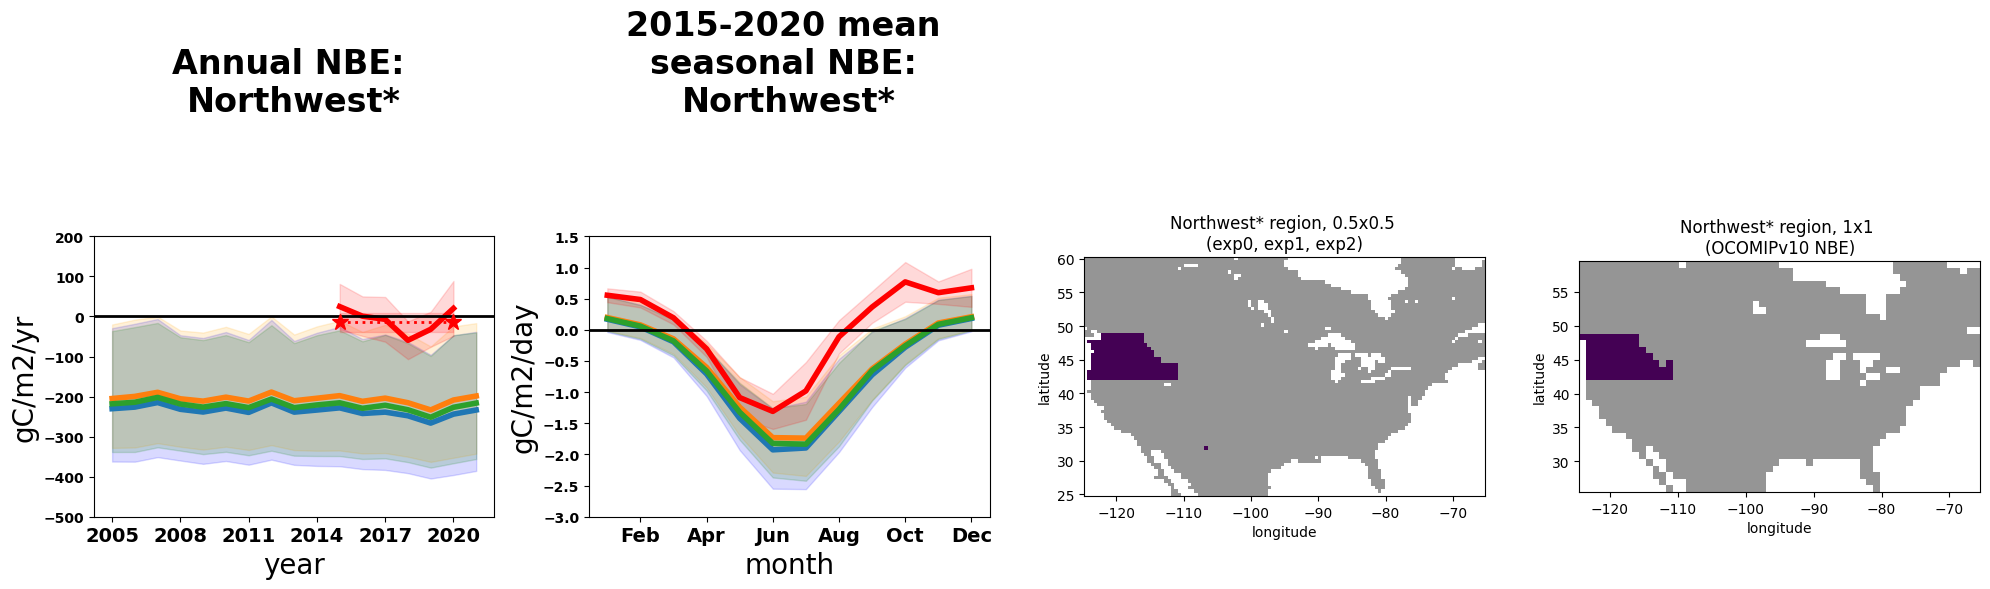 Annual NBE:
Northwest*
200
100
0
−100
−200
−300
−400
−500
gC/m2/yr
2005 2008 2011 2014 2017 2020
year
2015-2020 mean
seasonal NBE:
Northwest*
1.5
1.0
0.5
0.0
−0.5
−1.0
−1.5
−2.0
−2.5
−3.0
gC/m2/day
Feb Apr Jun Aug Oct Dec
month
Northwest* region, 0.5x0.5
(exp0, exp1, exp2)
60
55
50
45
40
35
30
25
latitude
−120 −110 −100 −90 −80 −70
longitude
Northwest* region, 1x1
(OCOMIPv10 NBE)
55
50
45
40
35
30
latitude
−120 −110 −100 −90 −80 −70
longitude